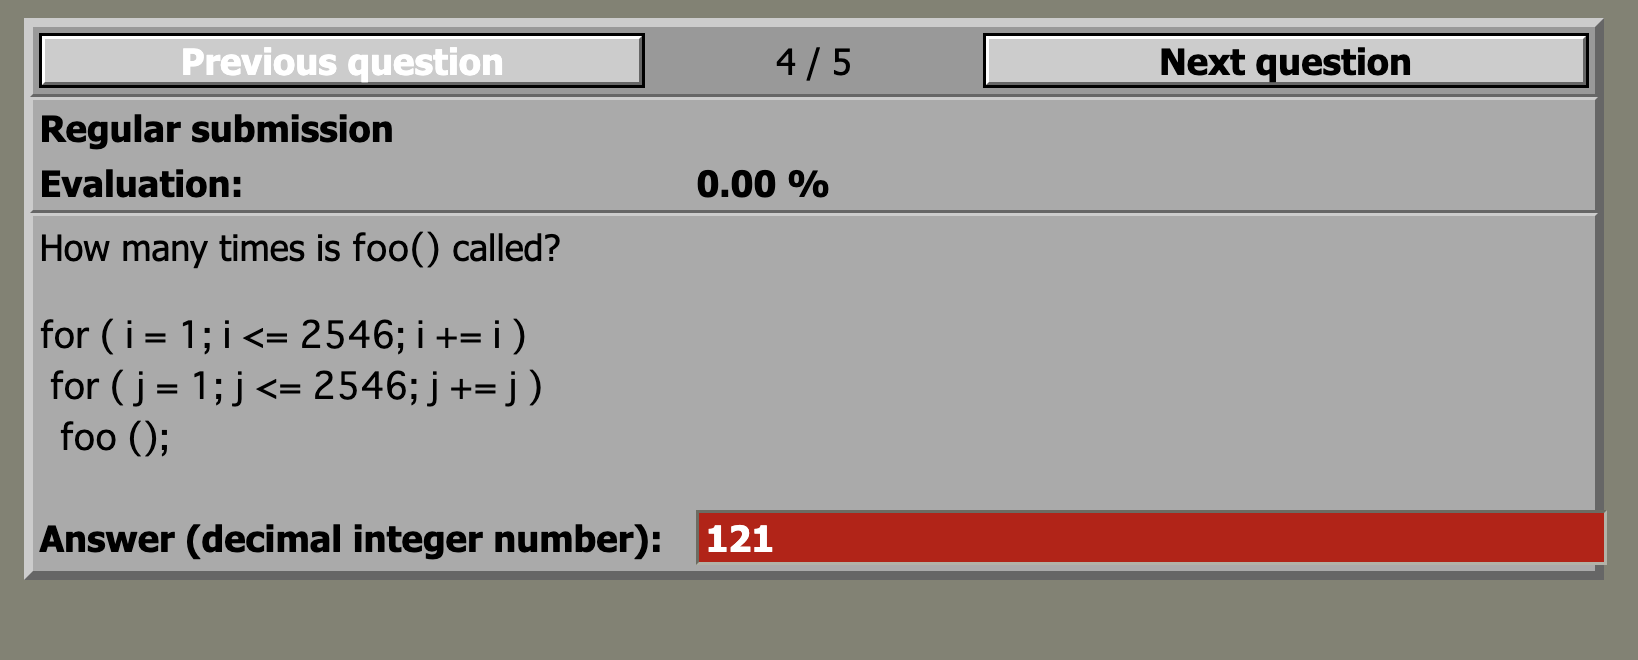 Previous question 4 / 5 Next question
Regular submission
Evaluation: 0.00 %
How many times is foo() called?
for ( i = 1; i <= 2546; i += i )
for ( j = 1; j <= 2546; j += j )
foo ();
Answer (decimal integer number): 121